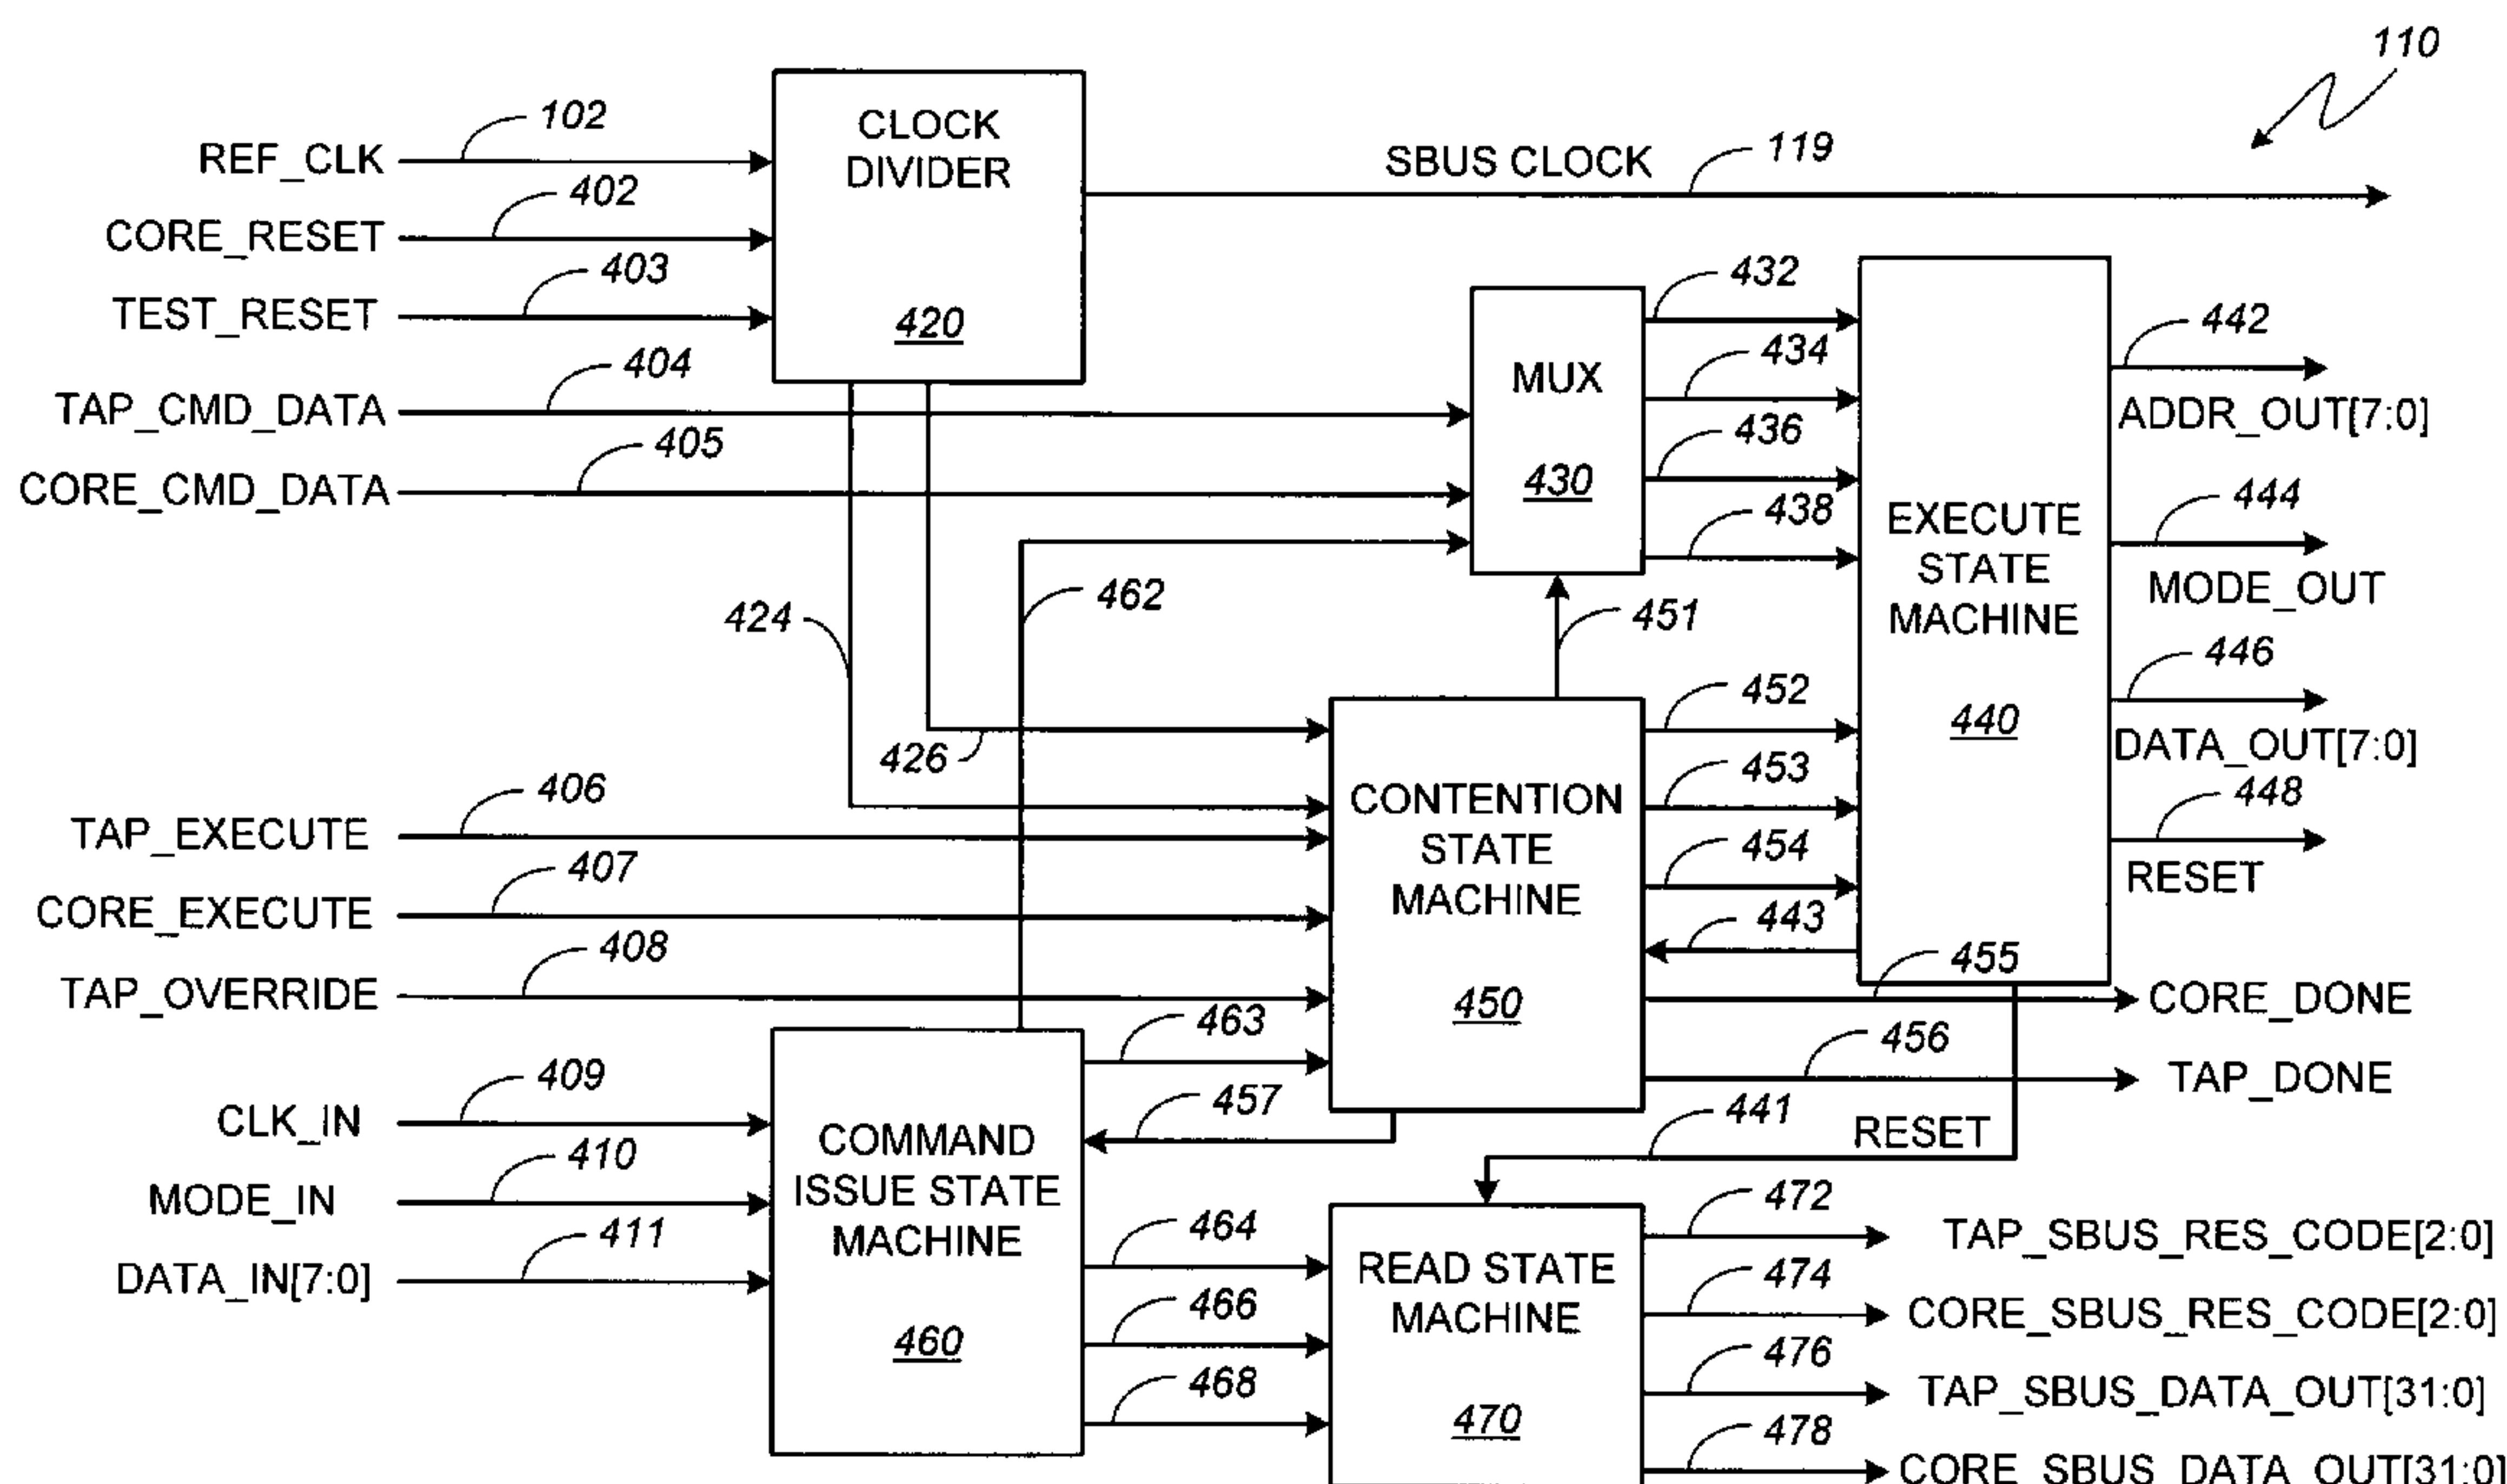 110
REF_CLK
102
CORE_RESET
402
TEST_RESET
403
CLOCK
DIVIDER
420
SBUS CLOCK
119
TAP_CMD_DATA
404
CORE_CMD_DATA
405
MUX
430
432
434
436
438
EXECUTE
STATE
MACHINE
440
442
ADDR_OUT[7:0]
444
MODE_OUT
446
DATA_OUT[7:0]
448
RESET
424
426
462
451
TAP_EXECUTE
406
CORE_EXECUTE
407
TAP_OVERRIDE
408
CONTENTION
STATE
MACHINE
450
452
453
454
443
455
CORE_DONE
456
TAP_DONE
463
457
441
RESET
CLK_IN
409
MODE_IN
410
DATA_IN[7:0]
411
COMMAND
ISSUE STATE
MACHINE
460
464
466
468
READ STATE
MACHINE
470
472
TAP_SBUS_RES_CODE[2:0]
474
CORE_SBUS_RES_CODE[2:0]
476
TAP_SBUS_DATA_OUT[31:0]
478
CORE_SBUS_DATA_OUT[31:0]